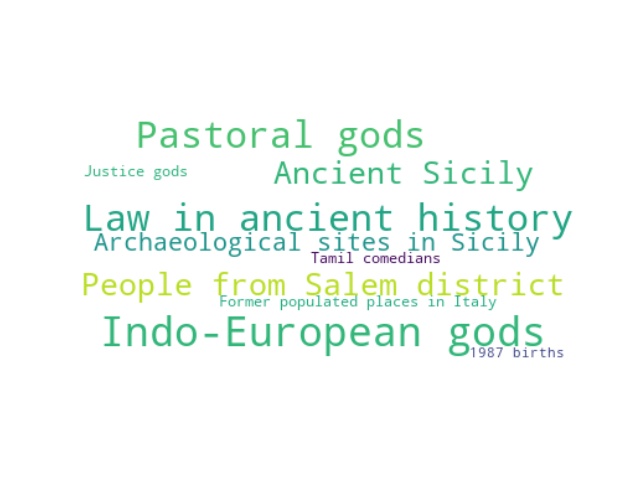 Pastoral gods
Justice gods
Ancient Sicily
Law in ancient history
Archaeological sites in Sicily
Tamil comedians
People from Salem district
Former populated places in Italy
Indo-European gods
1987 births